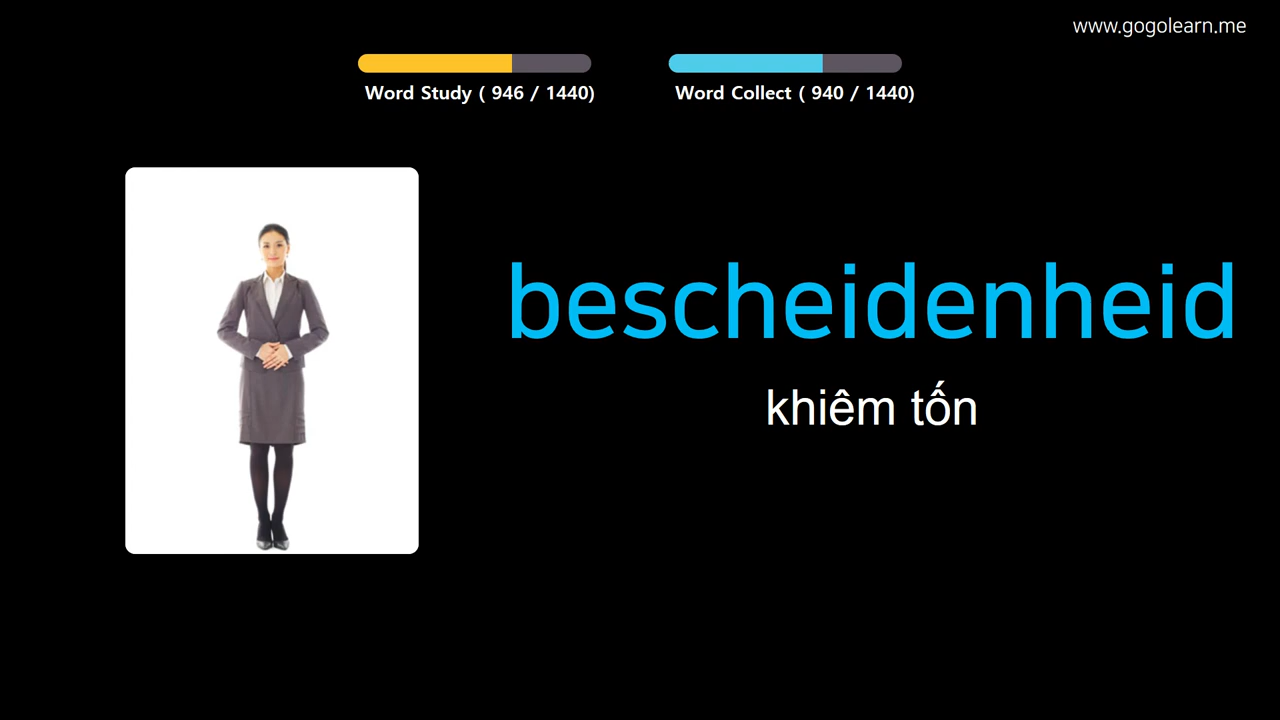 www.gogolearn.me
Word Study ( 946 / 1440)
Word Collect ( 940 / 1440)
bescheidenheid
khiêm tốn